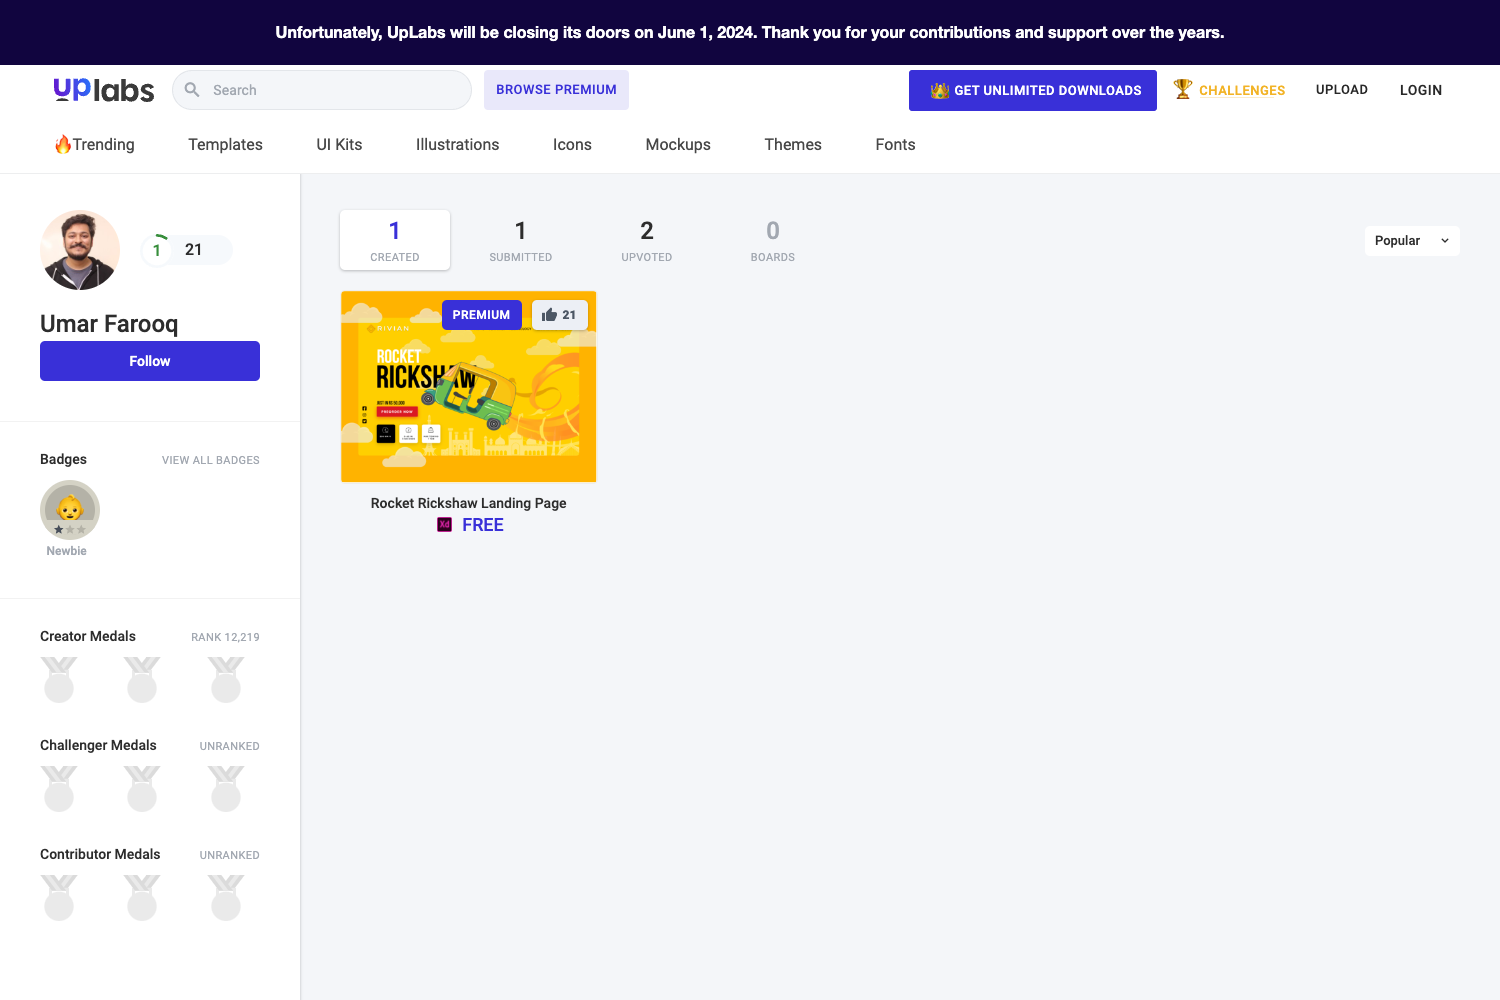 Unfortunately, UpLabs will be closing its doors on June 1, 2024. Thank you for your contributions and support over the years.
uplabs
Search
BROWSE PREMIUM
GET UNLIMITED DOWNLOADS
CHALLENGES
UPLOAD
LOGIN
Trending
Templates
UI Kits
Illustrations
Icons
Mockups
Themes
Fonts
1
21
Umar Farooq
Follow
Badges
VIEW ALL BADGES
Newbie
Creator Medals
RANK 12,219
Challenger Medals
UNRANKED
Contributor Medals
UNRANKED
1
CREATED
1
SUBMITTED
2
UPVOTED
0
BOARDS
Popular
PREMIUM
21
RIVIAN
ROCKET
RICKSHAW
PREORDER NOW
Rocket Rickshaw Landing Page
Xd
FREE